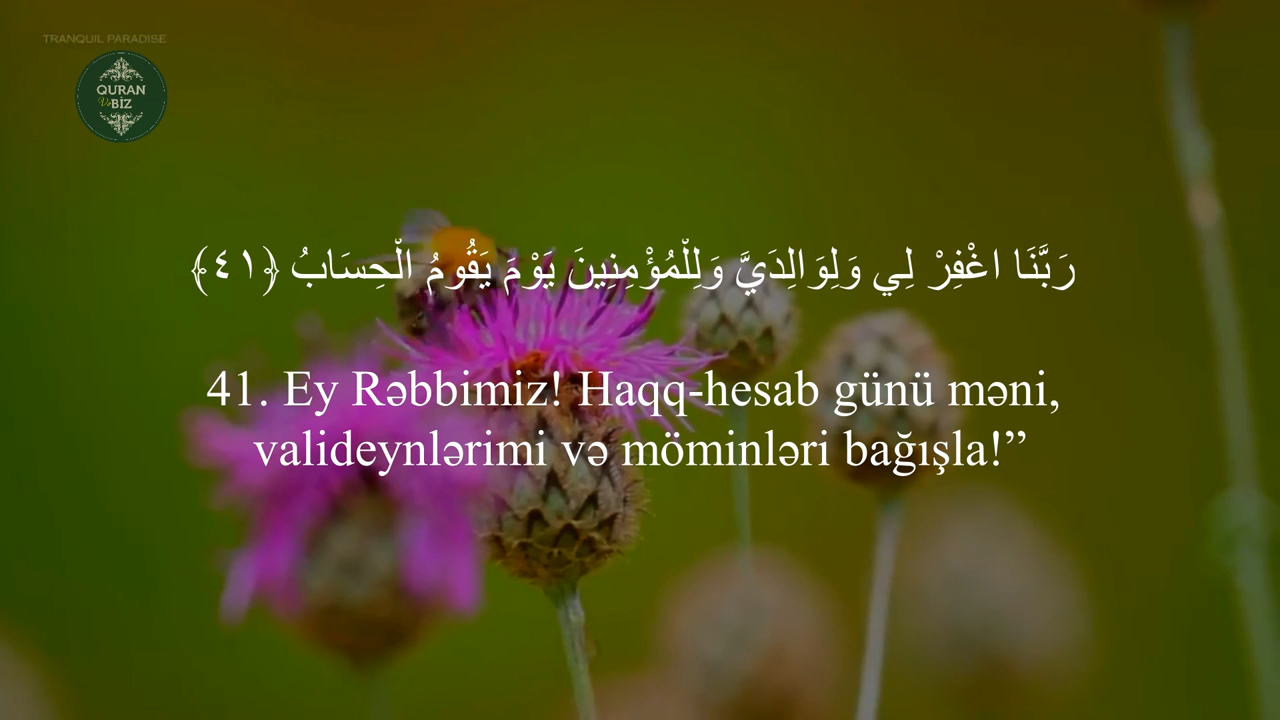 TRANQUIL PARADISE
QURAN
Və BİZ
رَبَّنَا اغْفِرْ لِي وَلِوَالِدَيَّ وَلِلْمُؤْمِنِينَ يَوْمَ يَقُومُ الْحِسَابُ ﴿٤١﴾
41. Ey Rəbbimiz! Haqq-hesab günü məni,
valideynlərimi və möminləri bağışla!”